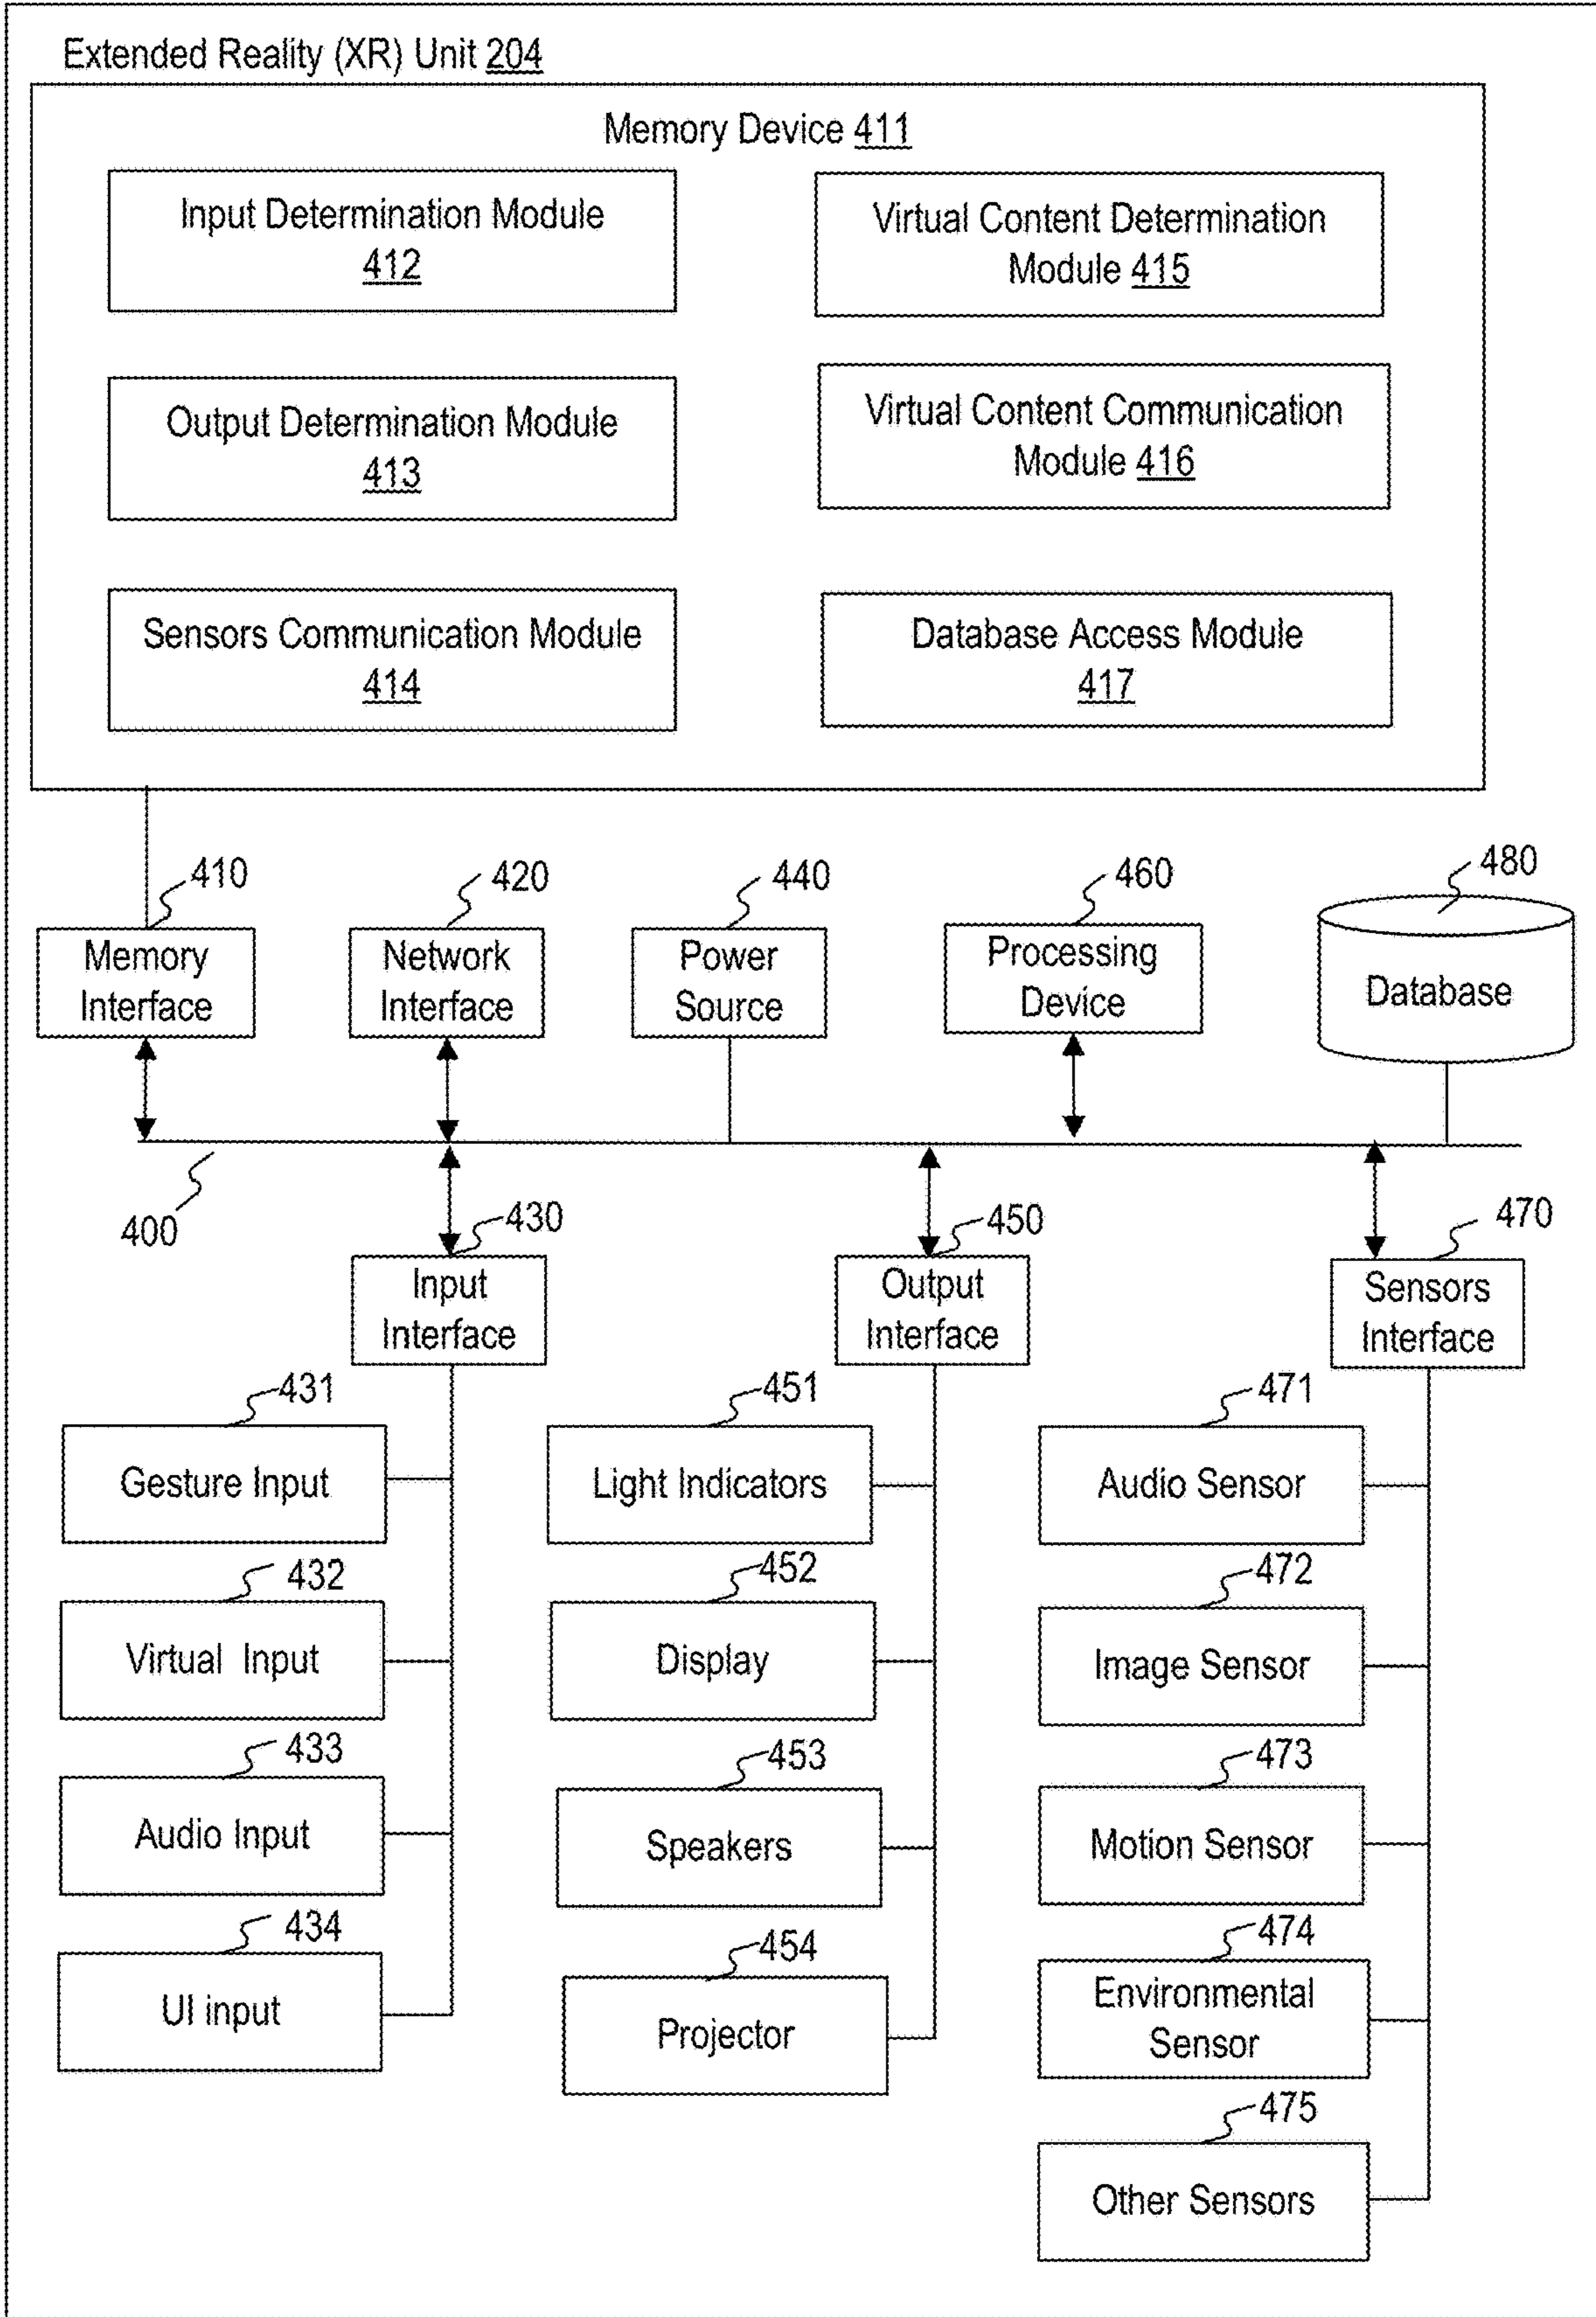 Extended Reality (XR) Unit 204
Memory Device 411
Input Determination Module
412
Virtual Content Determination
Module 415
Output Determination Module
413
Virtual Content Communication
Module 416
Sensors Communication Module
414
Database Access Module
417
410
420
440
460
480
Memory
Interface
Network
Interface
Power
Source
Processing
Device
Database
400
430
450
470
Input
Interface
Output
Interface
Sensors
Interface
431
Gesture Input
432
Virtual Input
433
Audio Input
434
UI input
451
Light Indicators
452
Display
453
Speakers
454
Projector
471
Audio Sensor
472
Image Sensor
473
Motion Sensor
474
Environmental
Sensor
475
Other Sensors